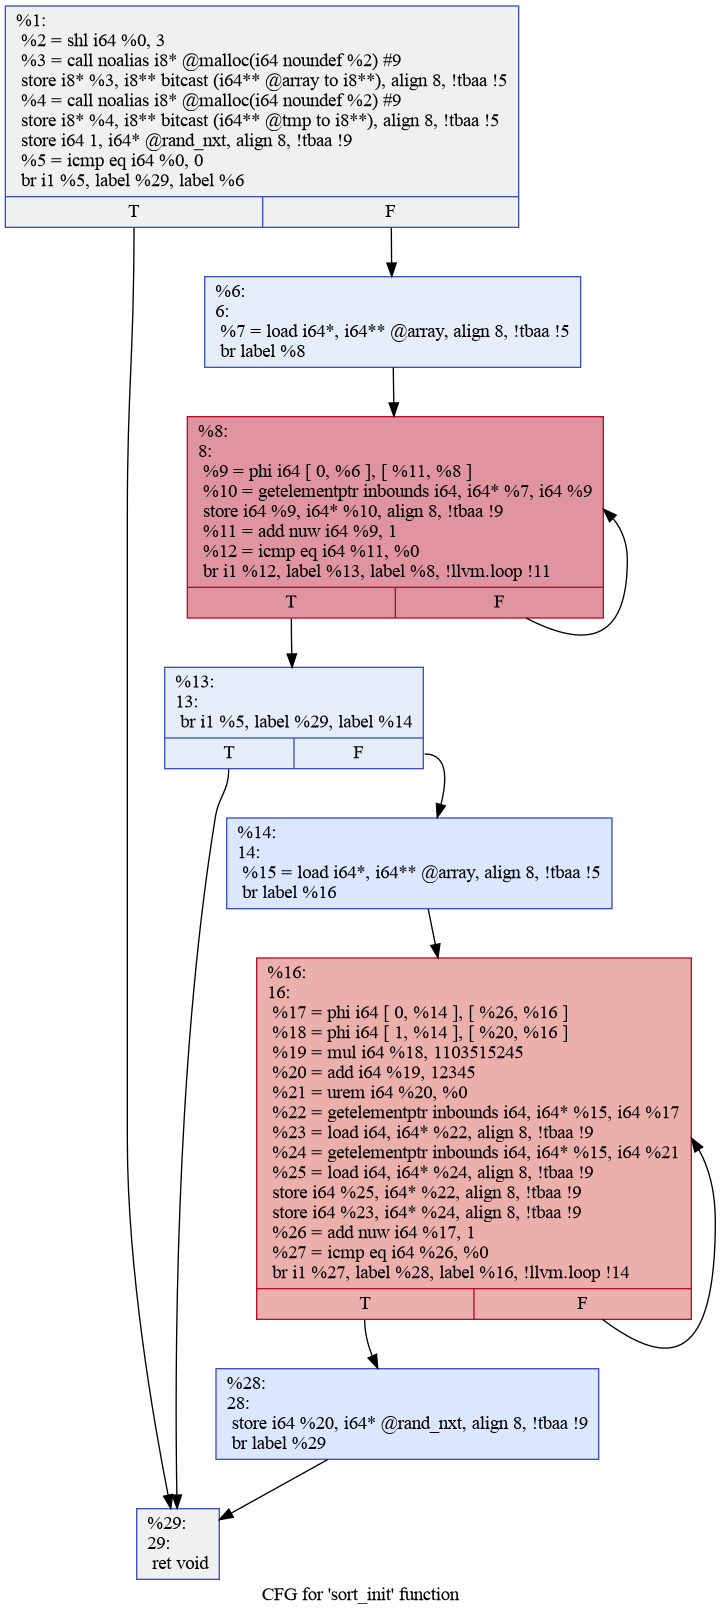 %1:
%2 = shl i64 %0, 3
%3 = call noalias i8* @malloc(i64 noundef %2) #9
store i8* %3, i8** bitcast (i64** @array to i8**), align 8, !tbaa !5
%4 = call noalias i8* @malloc(i64 noundef %2) #9
store i8* %4, i8** bitcast (i64** @tmp to i8**), align 8, !tbaa !5
store i64 1, i64* @rand_nxt, align 8, !tbaa !9
%5 = icmp eq i64 %0, 0
br i1 %5, label %29, label %6
T F
%6:
6:
%7 = load i64*, i64** @array, align 8, !tbaa !5
br label %8
%8:
8:
%9 = phi i64 [ 0, %6 ], [ %11, %8 ]
%10 = getelementptr inbounds i64, i64* %7, i64 %9
store i64 %9, i64* %10, align 8, !tbaa !9
%11 = add nuw i64 %9, 1
%12 = icmp eq i64 %11, %0
br i1 %12, label %13, label %8, !llvm.loop !11
T F
%13:
13:
br i1 %5, label %29, label %14
T F
%14:
14:
%15 = load i64*, i64** @array, align 8, !tbaa !5
br label %16
%16:
16:
%17 = phi i64 [ 0, %14 ], [ %26, %16 ]
%18 = phi i64 [ 1, %14 ], [ %20, %16 ]
%19 = mul i64 %18, 1103515245
%20 = add i64 %19, 12345
%21 = urem i64 %20, %0
%22 = getelementptr inbounds i64, i64* %15, i64 %17
%23 = load i64, i64* %22, align 8, !tbaa !9
%24 = getelementptr inbounds i64, i64* %15, i64 %21
%25 = load i64, i64* %24, align 8, !tbaa !9
store i64 %25, i64* %22, align 8, !tbaa !9
store i64 %23, i64* %24, align 8, !tbaa !9
%26 = add nuw i64 %17, 1
%27 = icmp eq i64 %26, %0
br i1 %27, label %28, label %16, !llvm.loop !14
T F
%28:
28:
store i64 %20, i64* @rand_nxt, align 8, !tbaa !9
br label %29
%29:
29:
ret void
CFG for 'sort_init' function